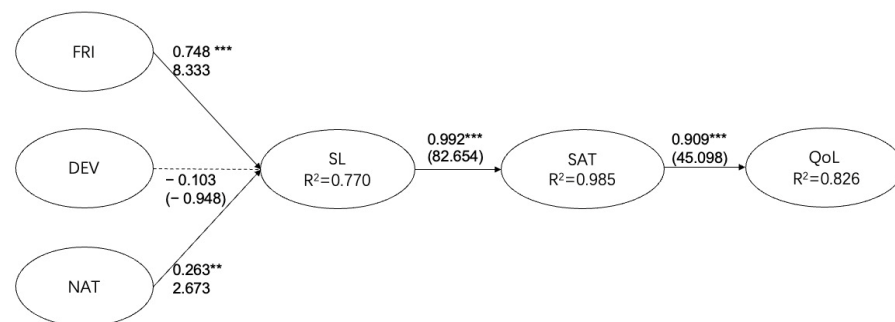 FRI
0.748 ***
8.333
DEV
− 0.103
(− 0.948)
NAT
0.263**
2.673
SL
R²=0.770
0.992***
(82.654)
SAT
R²=0.985
0.909***
(45.098)
QoL
R²=0.826